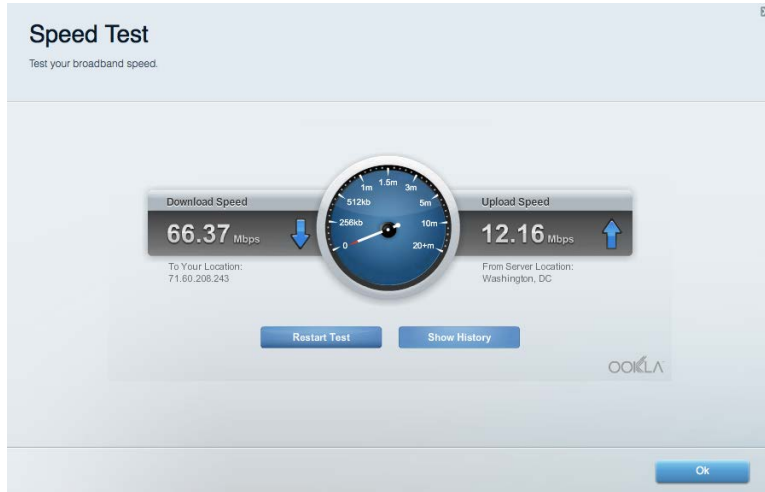 Speed Test
Test your broadband speed.
Download Speed
66.37 Mbps
To Your Location:
71.60.208.243
0
256kb
512kb
1m
1.5m
3m
5m
10m
20+m
Upload Speed
12.16 Mbps
From Server Location:
Washington, DC
Restart Test
Show History
OOKLA
Ok